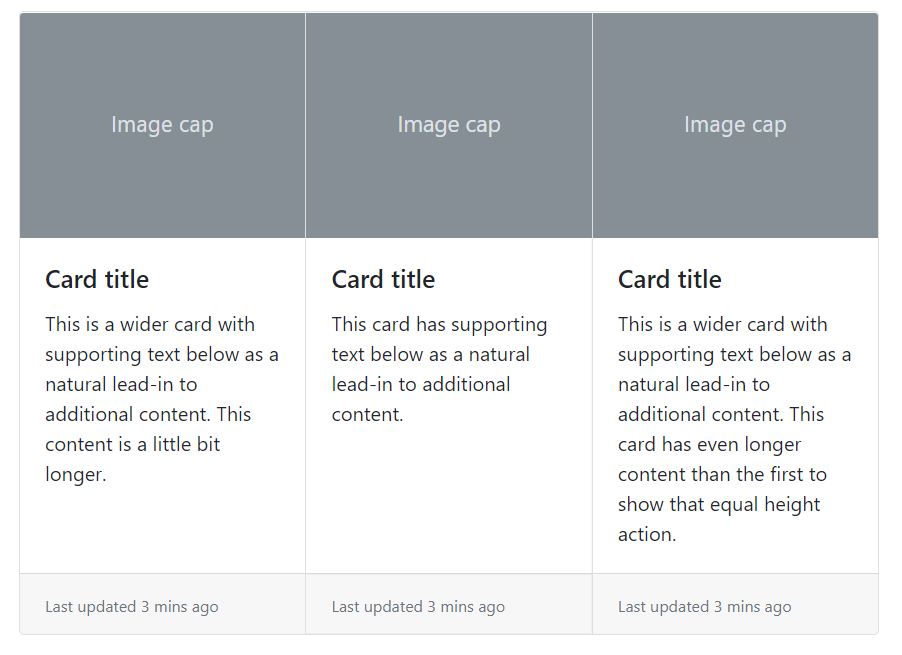 Image cap
Card title
This is a wider card with
supporting text below as a
natural lead-in to
additional content. This
content is a little bit
longer.
Last updated 3 mins ago
Image cap
Card title
This card has supporting
text below as a natural
lead-in to additional
content.
Last updated 3 mins ago
Image cap
Card title
This is a wider card with
supporting text below as a
natural lead-in to
additional content. This
card has even longer
content than the first to
show that equal height
action.
Last updated 3 mins ago